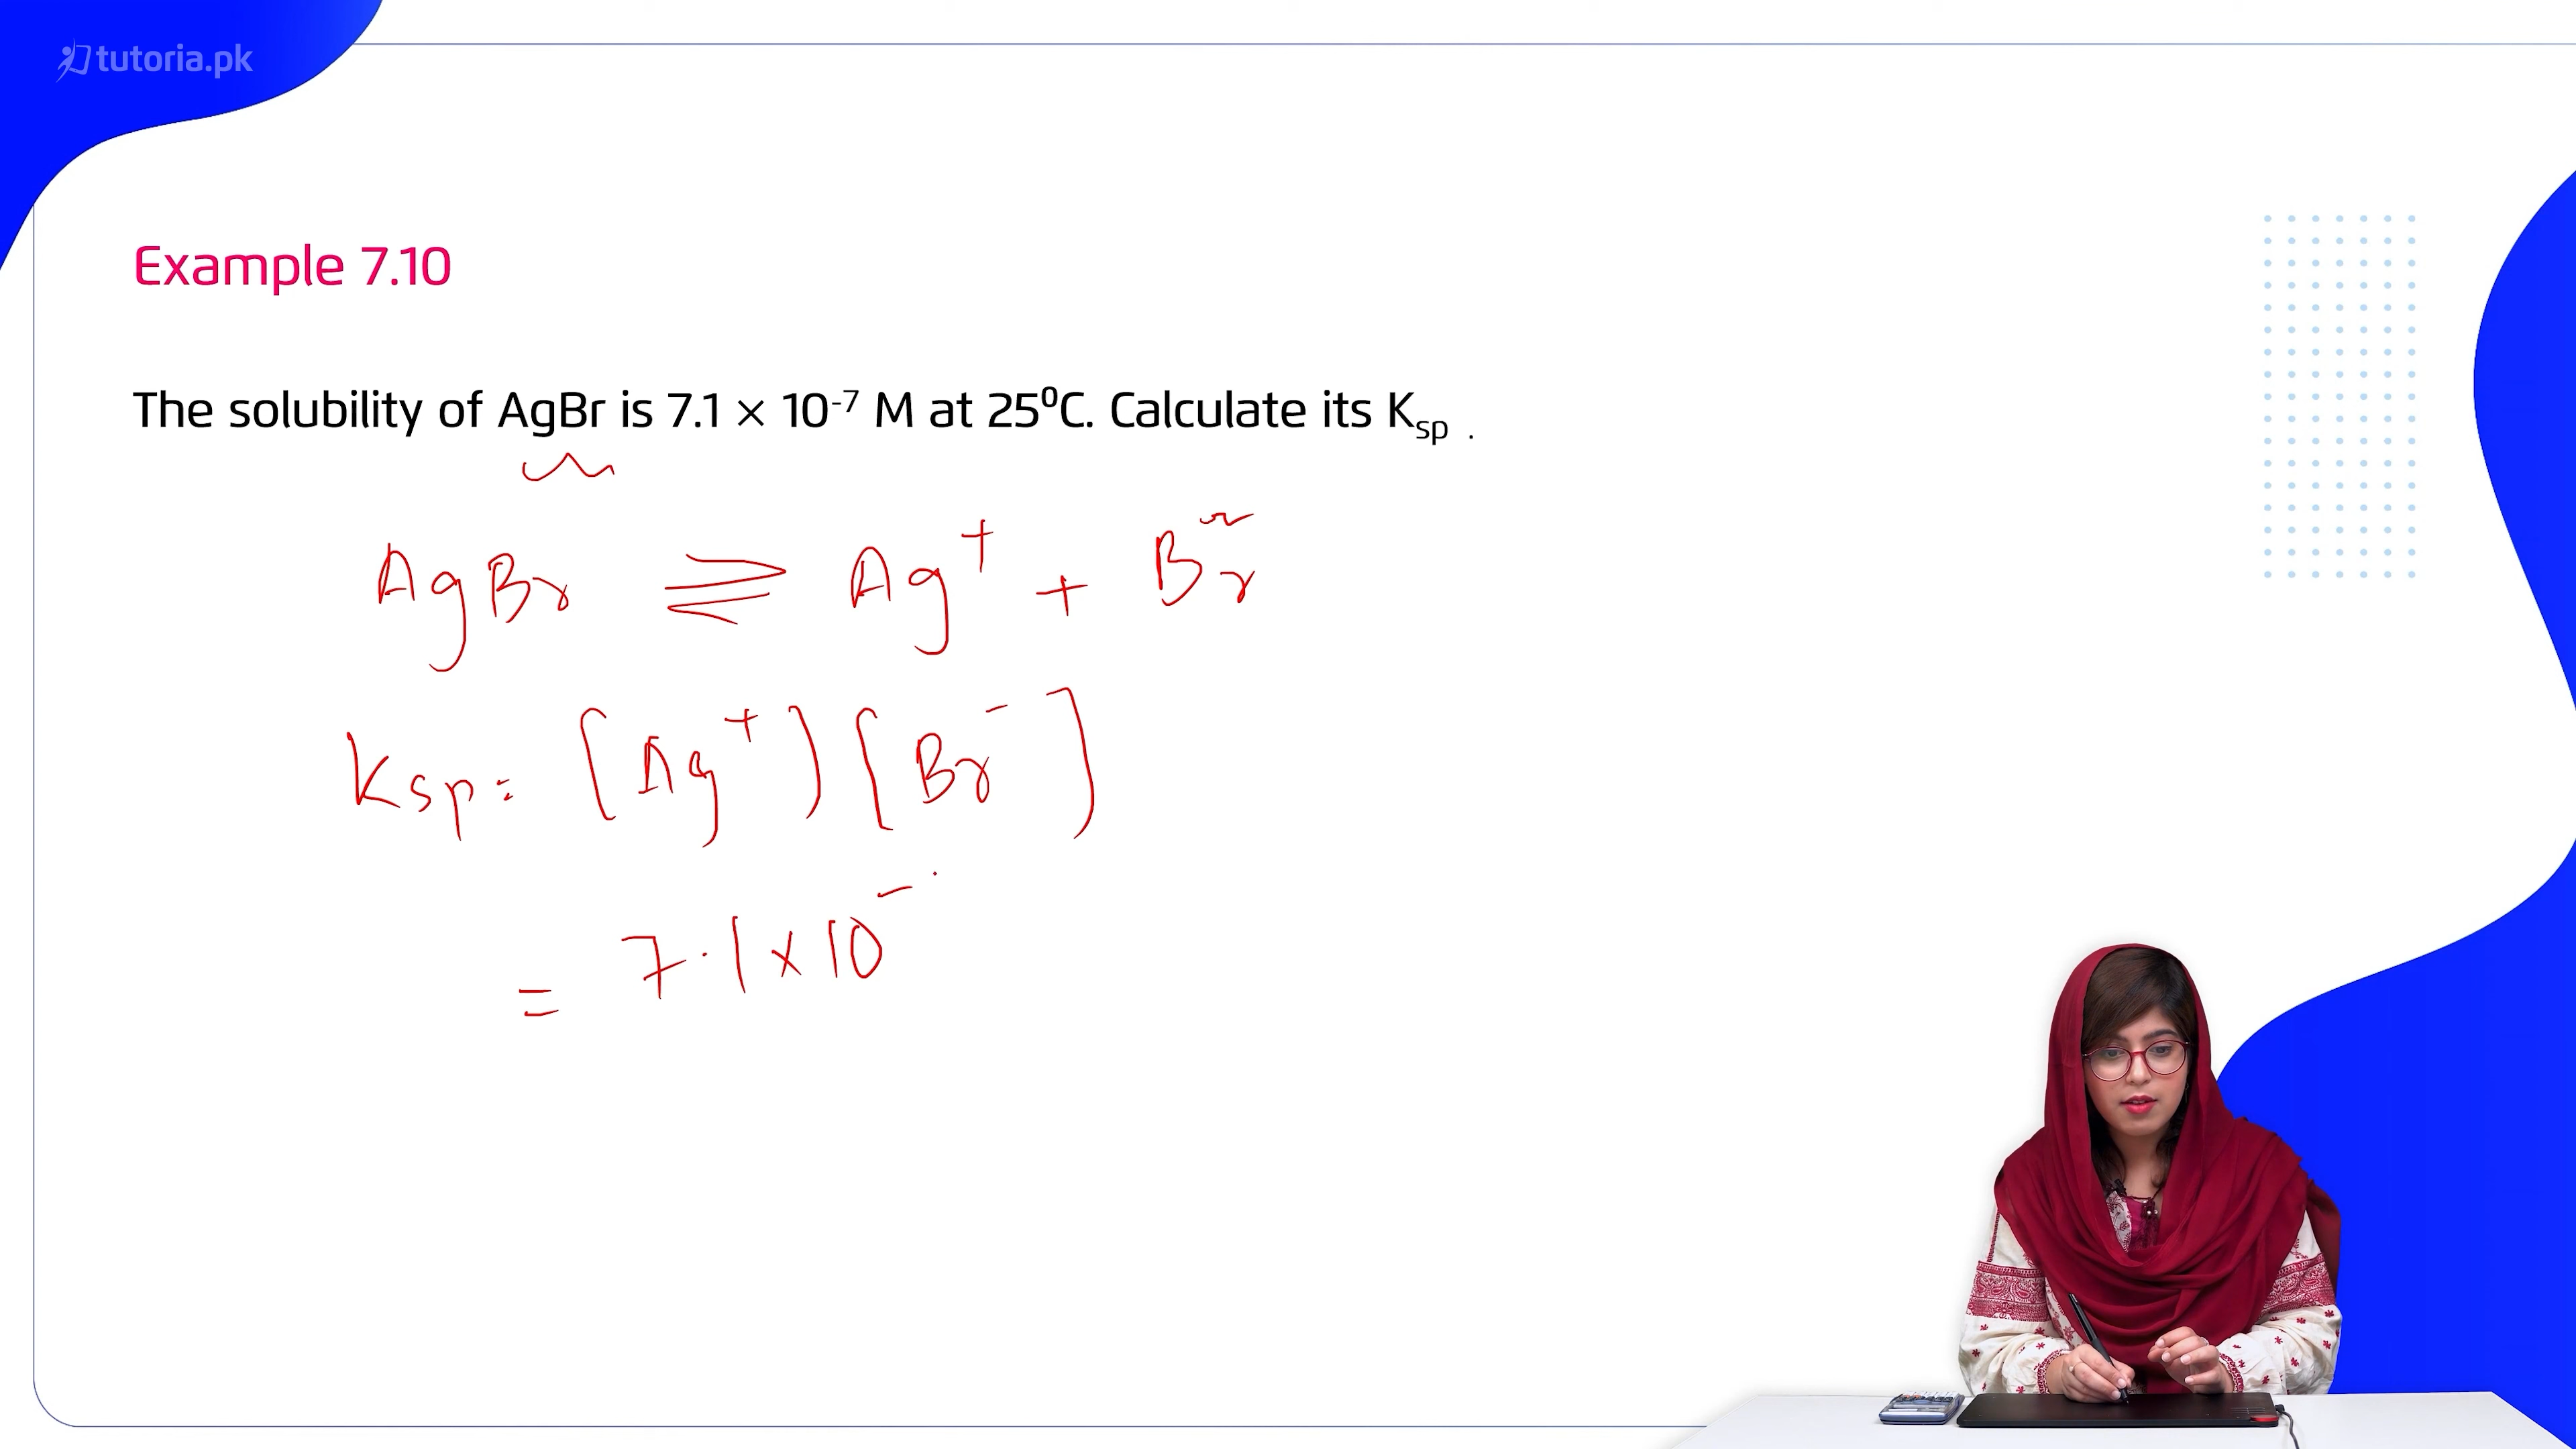 tutoria.pk
Example 7.10
The solubility of AgBr is 7.1 × 10⁻⁷ M at 25⁰C. Calculate its Kₛₚ .
AgBr ⇌ Ag⁺ + Br⁻
Ksp = [Ag⁺] [Br⁻]
= 7.1 × 10⁻